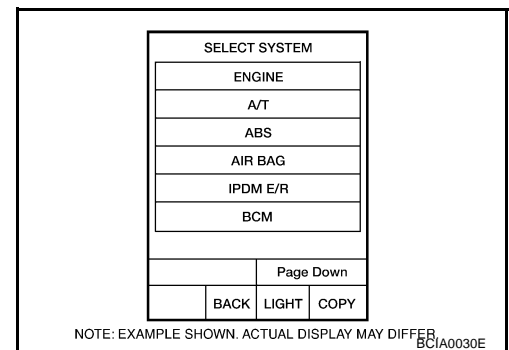 SELECT SYSTEM
ENGINE
A/T
ABS
AIR BAG
IPDM E/R
BCM
Page Down
BACK LIGHT COPY
NOTE: EXAMPLE SHOWN. ACTUAL DISPLAY MAY DIFFER.
BCIA0030E